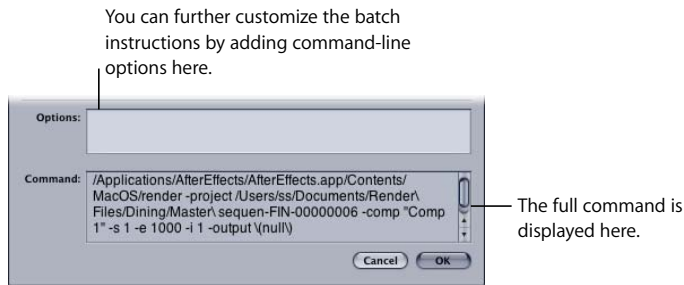 You can further customize the batch
instructions by adding command-line
options here.
Options:
Command:
/Applications/AfterEffects/AfterEffects.app/Contents/
MacOS/render -project /Users/ss/Documents/Render\
Files/Dining/Master\ sequen-FIN-00000006 -comp "Comp
1" -s 1 -e 1000 -i 1 -output \(null\)
The full command is
displayed here.
Cancel
OK